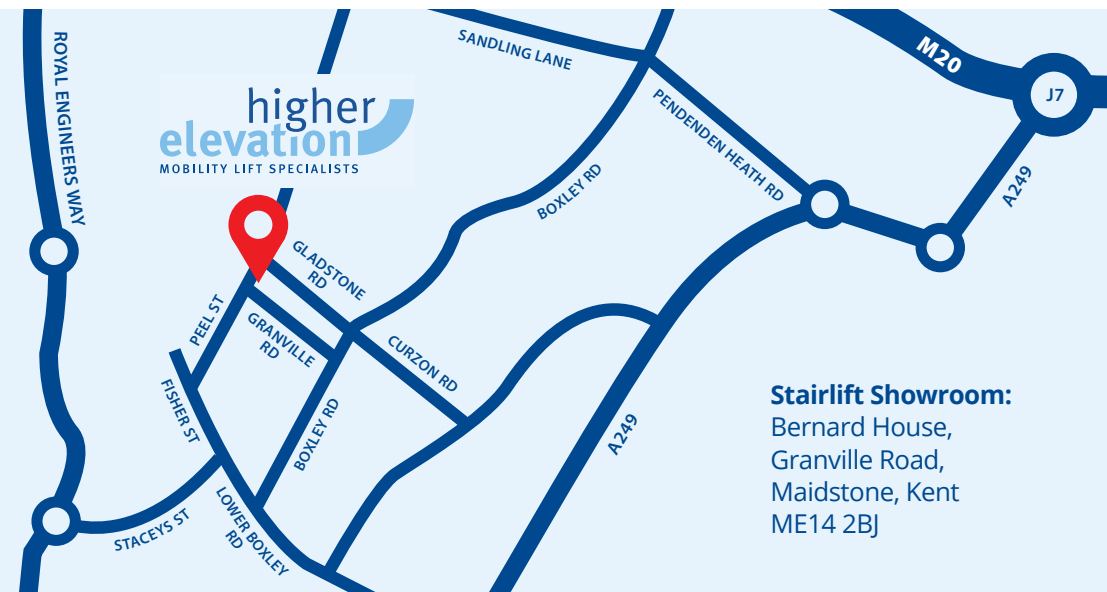 ROYAL ENGINEERS WAY
SANDLING LANE
M20
J7
higher
elevation
MOBILITY LIFT SPECIALISTS
PENDENDEN HEATH RD
BOXLEY RD
A249
GLADSTONE
RD
PEEL ST
GRANVILLE
RD
CURZON RD
FISHER ST
BOXLEY RD
A249
Stairlift Showroom:
Bernard House,
Granville Road,
Maidstone, Kent
ME14 2BJ
STACEYS ST
LOWER BOXLEY
RD